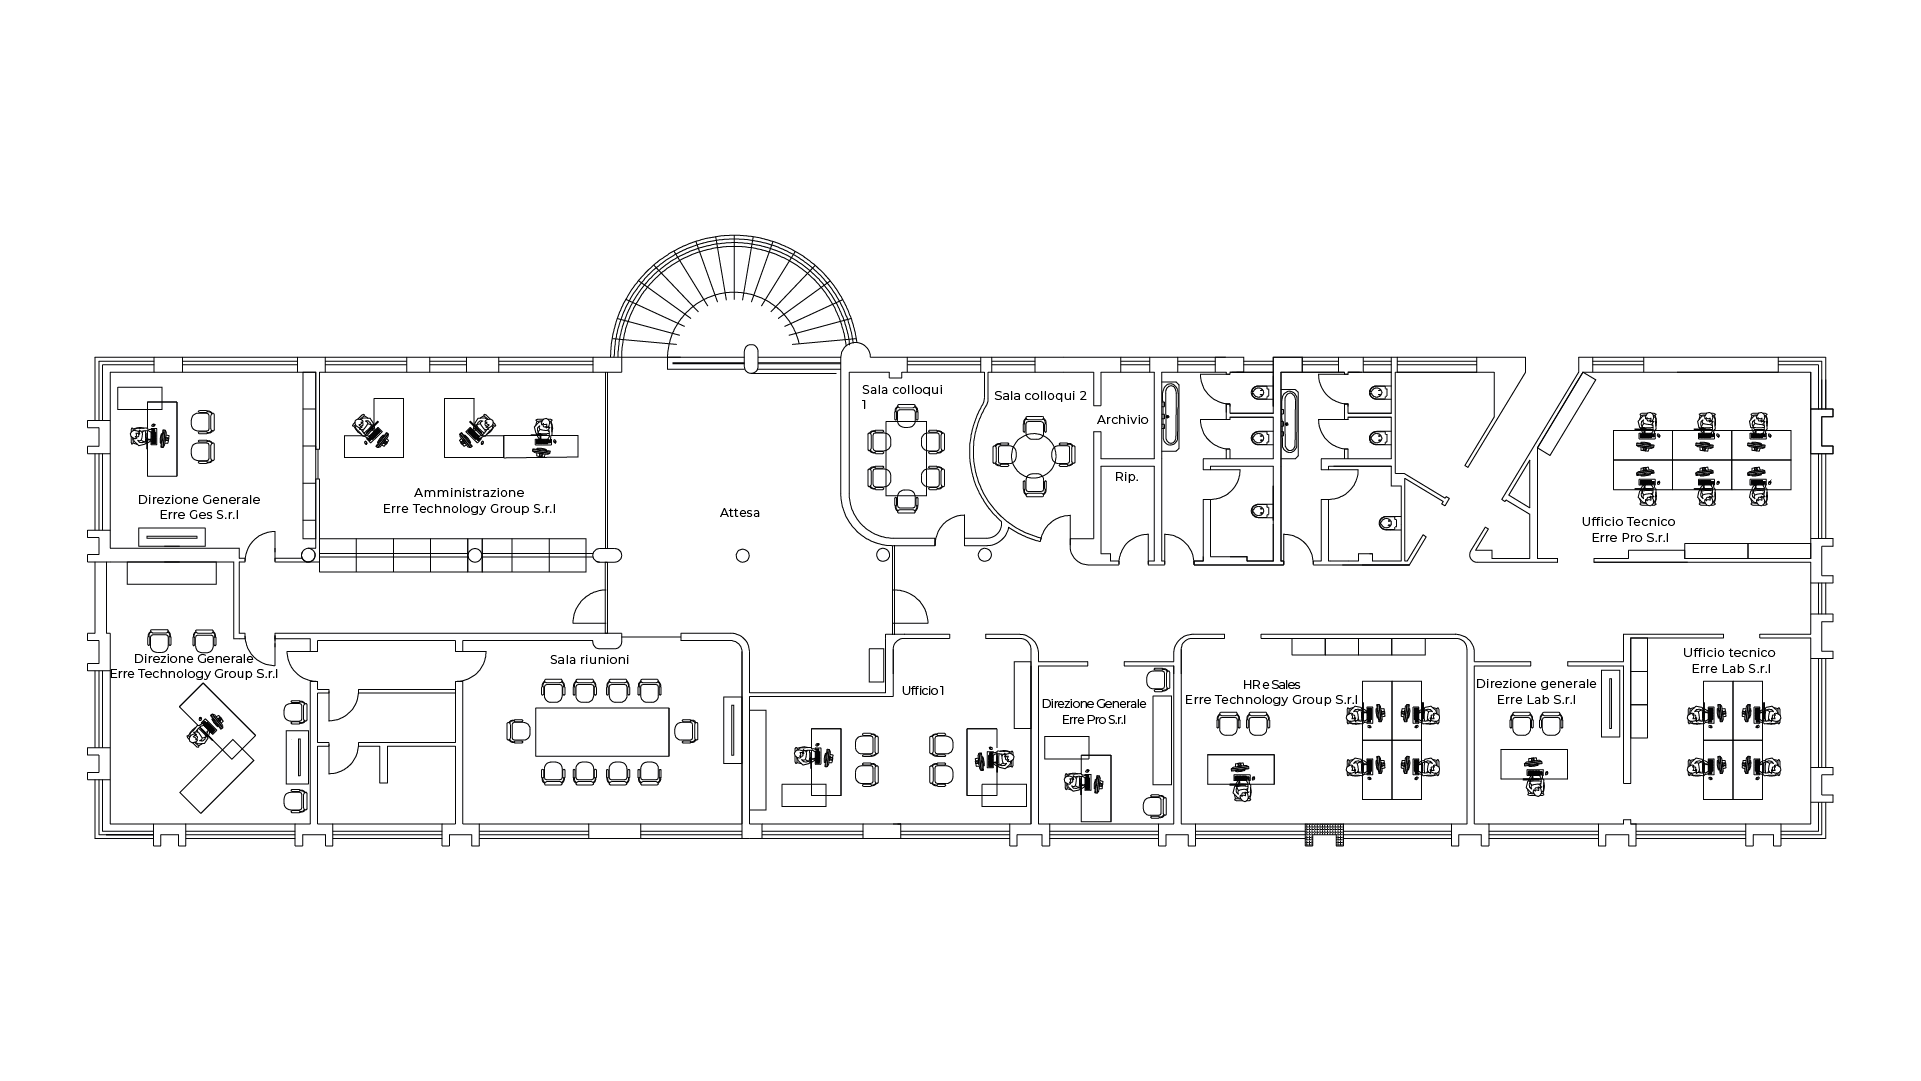 Direzione Generale
Erre Ges S.r.l
Amministrazione
Erre Technology Group S.r.l
Attesa
Sala colloqui
1
Sala colloqui 2
Archivio
Rip.
Ufficio Tecnico
Erre Pro S.r.l
Direzione Generale
Erre Technology Group S.r.l
Sala riunioni
Ufficio 1
Direzione Generale
Erre Pro S.r.l
HR e Sales
Erre Technology Group S.r.l
Direzione generale
Erre Lab S.r.l
Ufficio tecnico
Erre Lab S.r.l